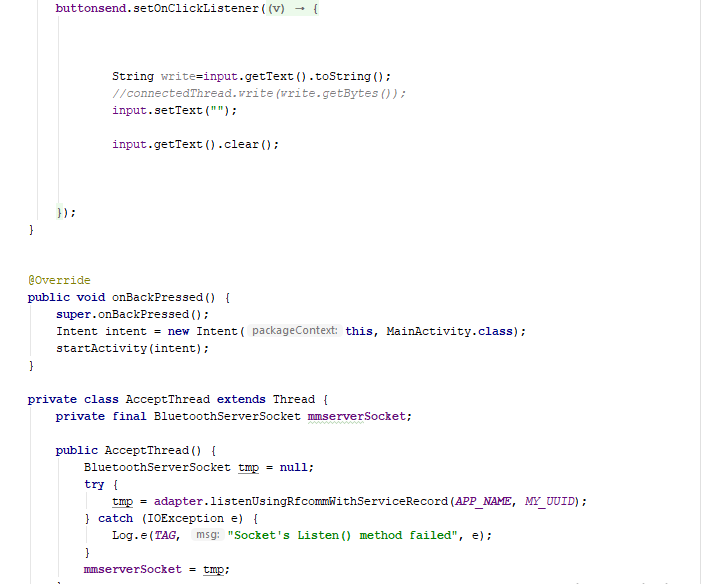 buttonsend.setOnClickListener((v) → {
String write=input.getText().toString();
//connectedThread.write(write.getBytes());
input.setText("");
input.getText().clear();
});
}
@Override
public void onBackPressed() {
super.onBackPressed();
Intent intent = new Intent( packageContext: this, MainActivity.class);
startActivity(intent);
}
private class AcceptThread extends Thread {
private final BluetoothServerSocket mmserverSocket;
public AcceptThread() {
BluetoothServerSocket tmp = null;
try {
tmp = adapter.listenUsingRfcommWithServiceRecord(APP_NAME, MY_UUID);
} catch (IOException e) {
Log.e(TAG, msg: "Socket's Listen() method failed", e);
}
mmserverSocket = tmp;